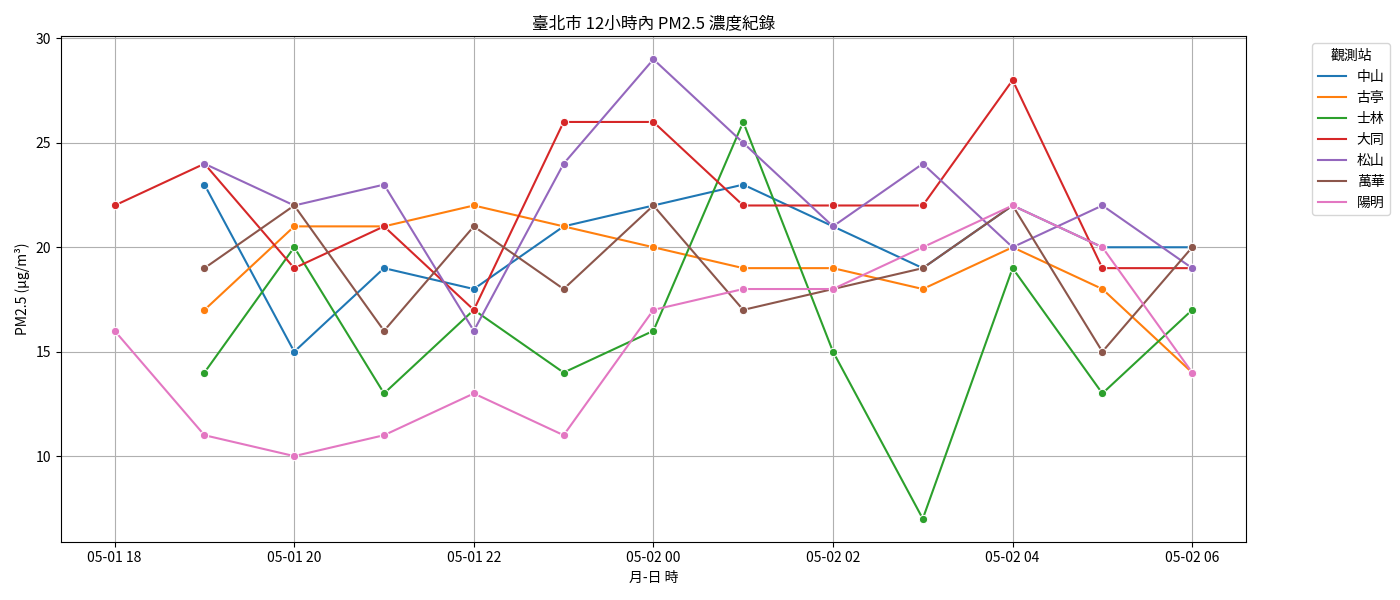 臺北市 12小時內 PM2.5 濃度紀錄
PM2.5 (μg/m³)
30
25
20
15
10
05-01 18
05-01 20
05-01 22
05-02 00
05-02 02
05-02 04
05-02 06
月-日 時
觀測站
中山
古亭
士林
大同
松山
萬華
陽明